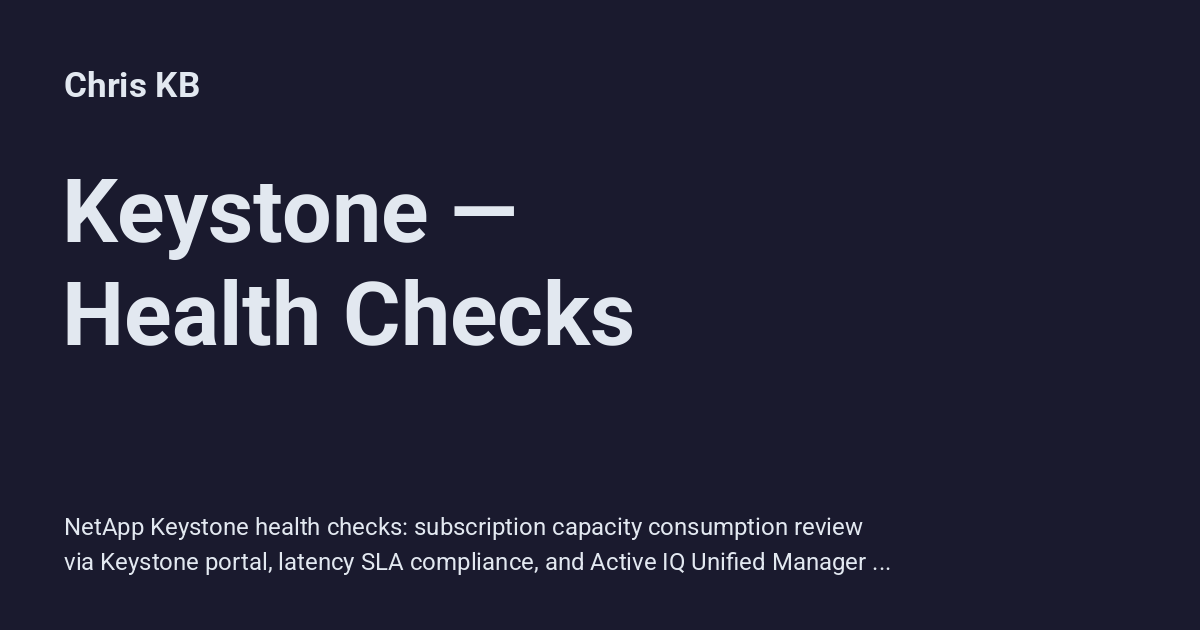 Chris KB
Keystone —
Health Checks
NetApp Keystone health checks: subscription capacity consumption review
via Keystone portal, latency SLA compliance, and Active IQ Unified Manager ...